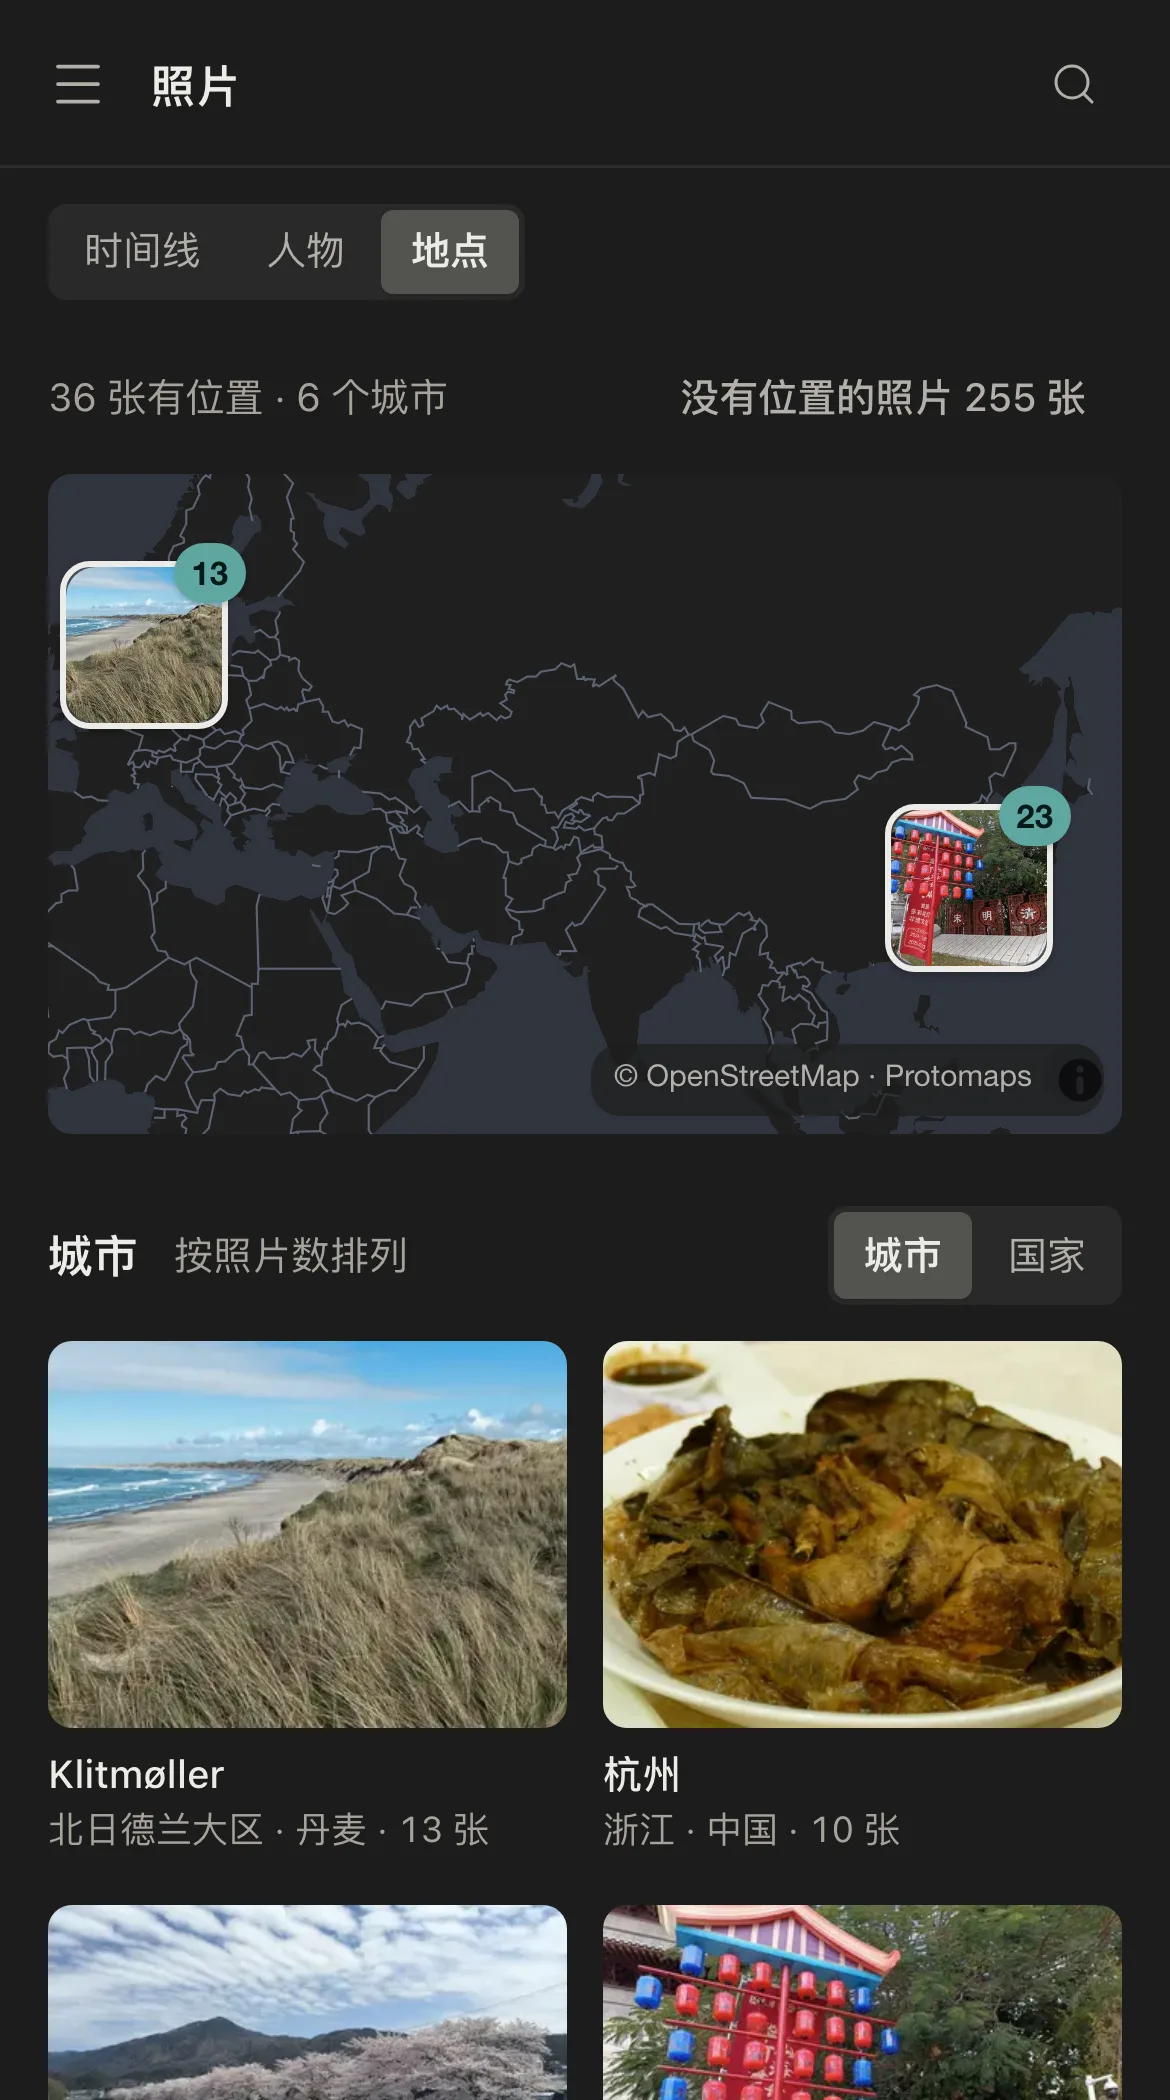 照片
时间线 人物 地点
36 张有位置 · 6 个城市 没有位置的照片 255 张
13
23
宋 明 清
© OpenStreetMap · Protomaps
城市 按照片数排列 城市 国家
Klitmøller 杭州
北日德兰大区 · 丹麦 · 13 张 浙江 · 中国 · 10 张